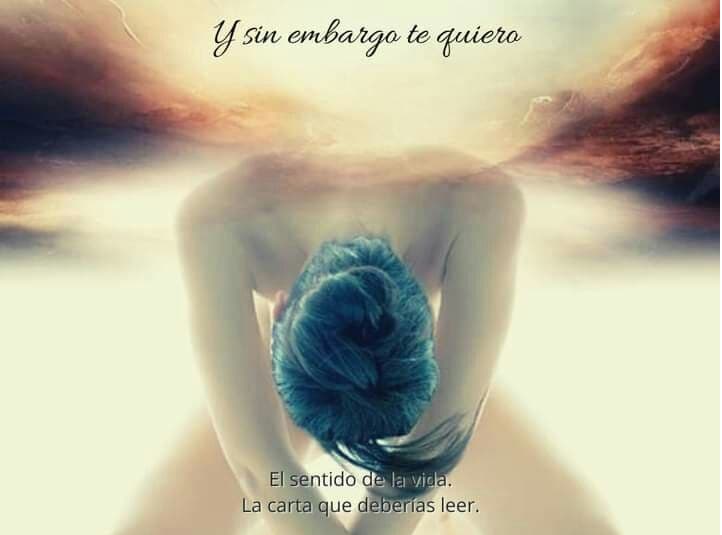 Y sin embargo te quiero
El sentido de la vida.
La carta que deberías leer.